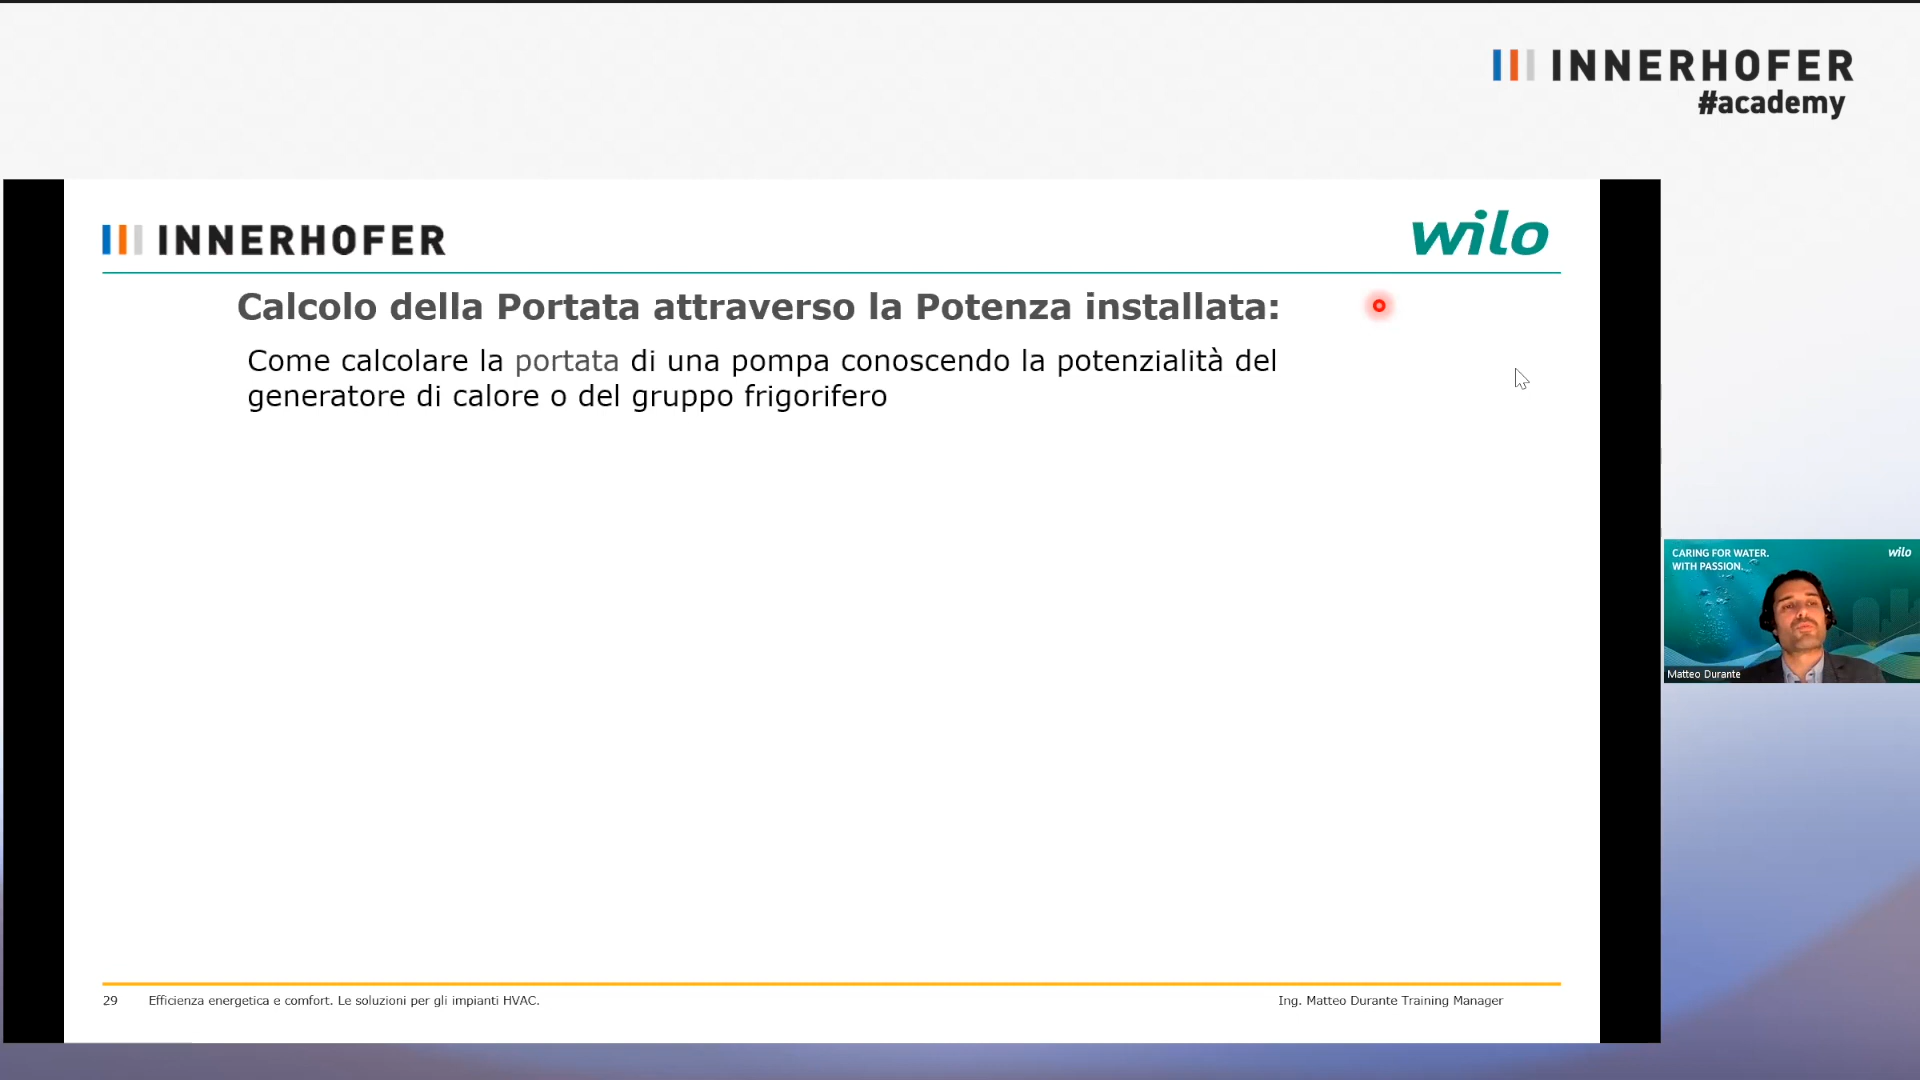 INNERHOFER
#academy
INNERHOFER
wilo
Calcolo della Portata attraverso la Potenza installata:
Come calcolare la portata di una pompa conoscendo la potenzialità del
generatore di calore o del gruppo frigorifero
CARING FOR WATER.
WITH PASSION.
wilo
Matteo Durante
29 Efficienza energetica e comfort. Le soluzioni per gli impianti HVAC.
Ing. Matteo Durante Training Manager